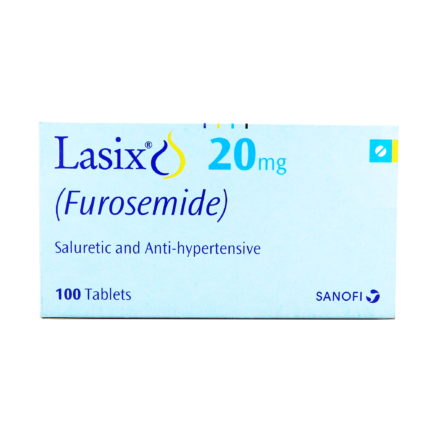 Lasix® 20mg
(Furosemide)
Saluretic and Anti-hypertensive
100 Tablets
SANOFI